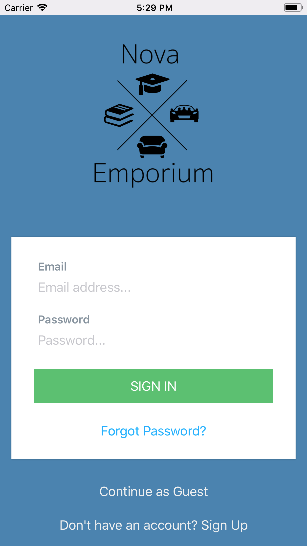 Carrier 5:29 PM
Nova
Emporium
Email
Email address...
Password
Password...
SIGN IN
Forgot Password?
Continue as Guest
Don't have an account? Sign Up